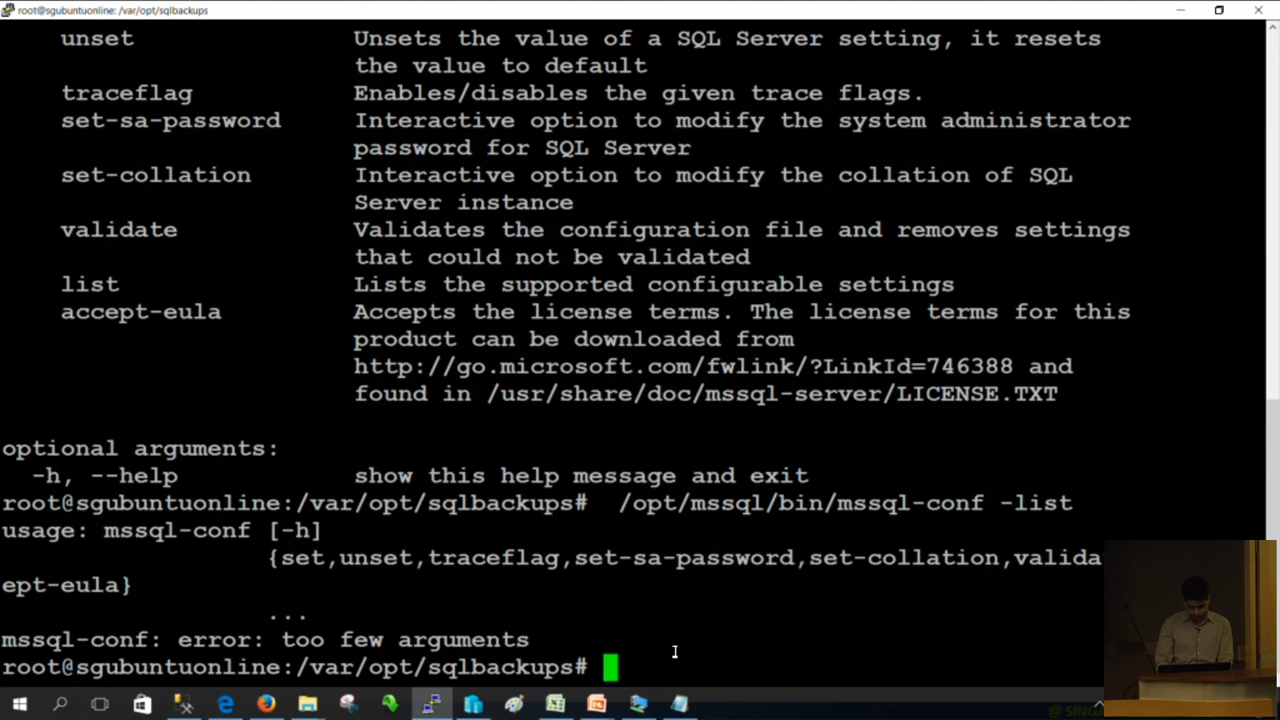 root@sgubuntuonline: /var/opt/sqlbackups
unset Unsets the value of a SQL Server setting, it resets
the value to default
traceflag Enables/disables the given trace flags.
set-sa-password Interactive option to modify the system administrator
password for SQL Server
set-collation Interactive option to modify the collation of SQL
Server instance
validate Validates the configuration file and removes settings
that could not be validated
list Lists the supported configurable settings
accept-eula Accepts the license terms. The license terms for this
product can be downloaded from
http://go.microsoft.com/fwlink/?LinkId=746388 and
found in /usr/share/doc/mssql-server/LICENSE.TXT
optional arguments:
-h, --help show this help message and exit
root@sgubuntuonline:/var/opt/sqlbackups# /opt/mssql/bin/mssql-conf -list
usage: mssql-conf [-h]
{set,unset,traceflag,set-sa-password,set-collation,valida
ept-eula}
...
mssql-conf: error: too few arguments
root@sgubuntuonline:/var/opt/sqlbackups#